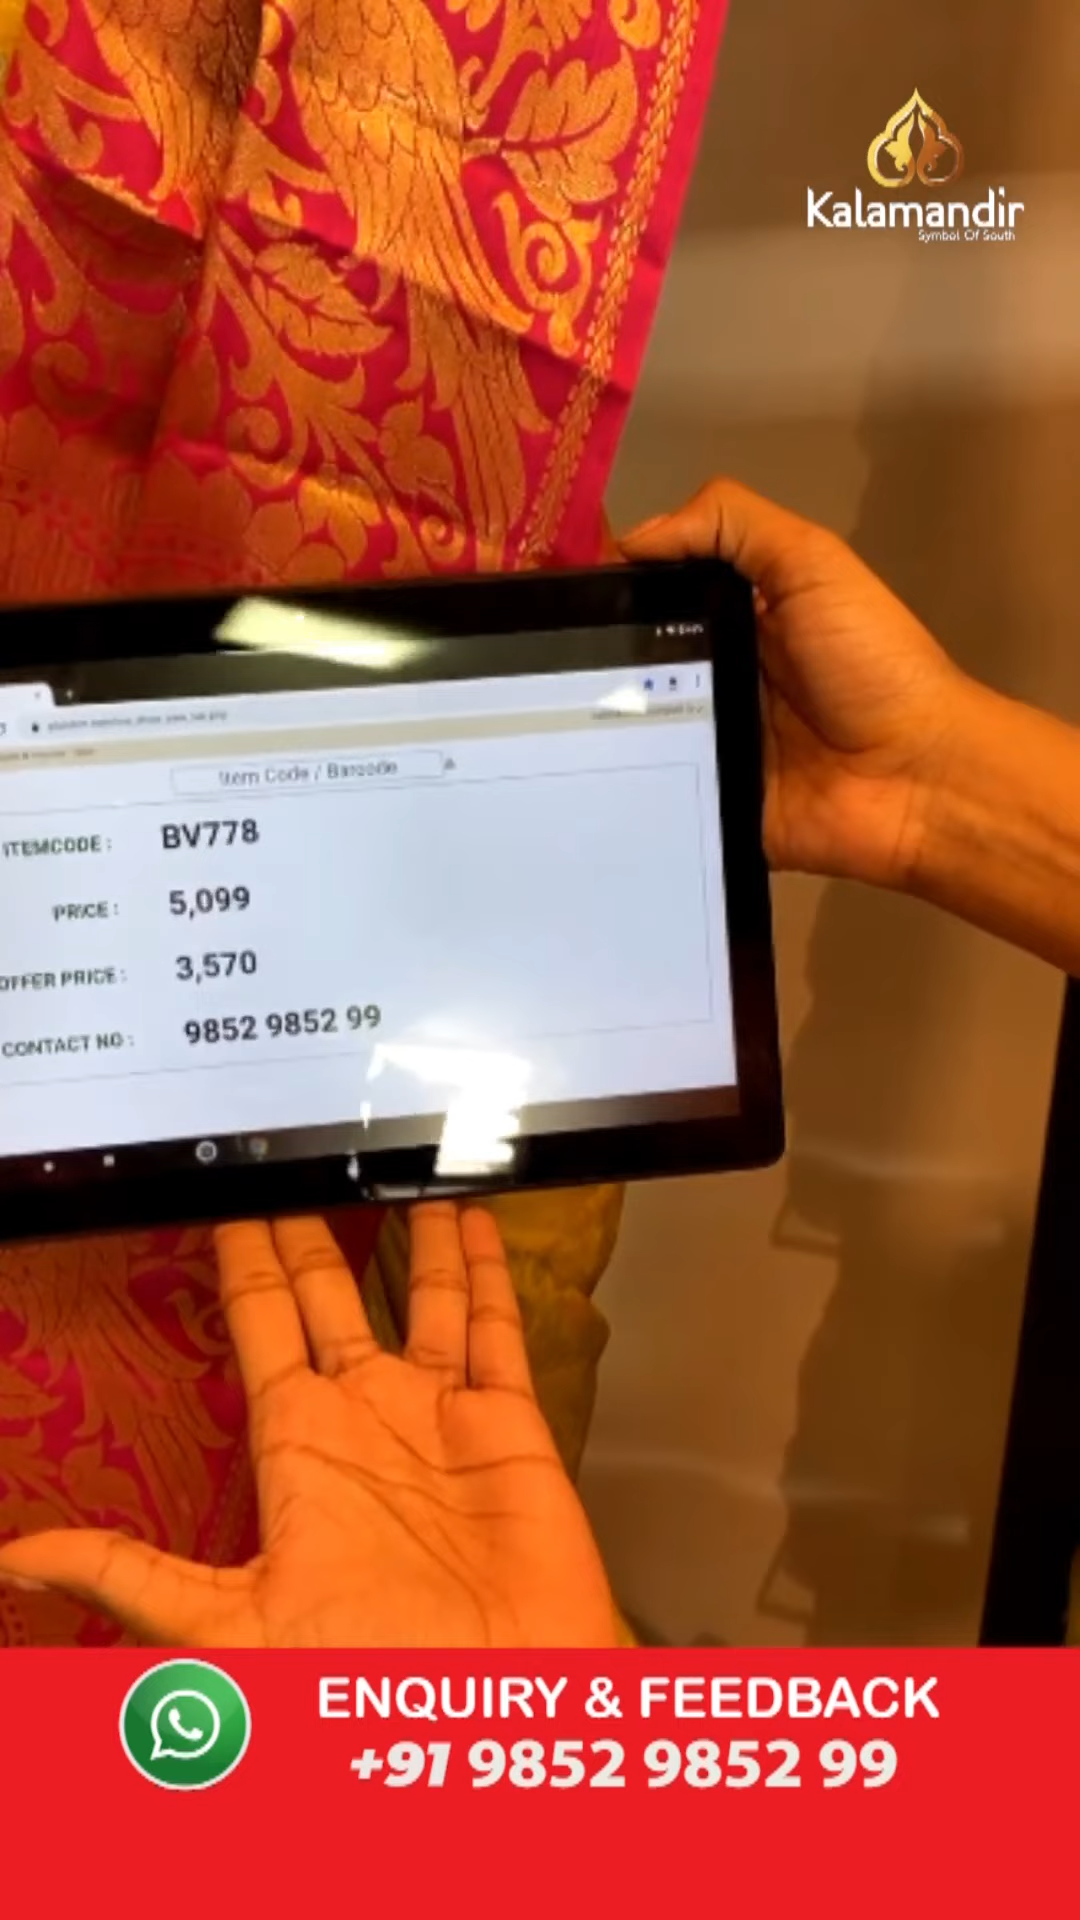 Kalamandir
Symbol Of South
Item Code / Barcode
ITEMCODE : BV778
PRICE : 5,099
OFFER PRICE : 3,570
CONTACT NO : 9852 9852 99
ENQUIRY & FEEDBACK
+91 9852 9852 99